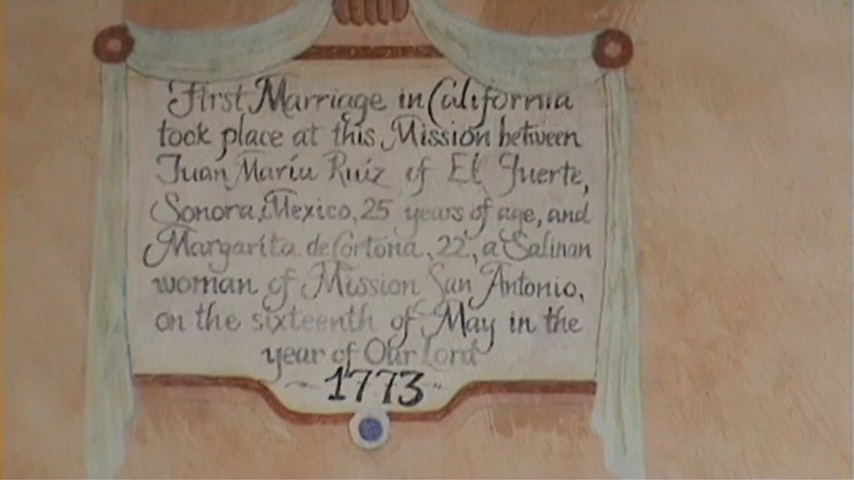 First Marriage in California
took place at this Mission between
Juan María Ruiz of El Fuerte,
Sonora, Mexico, 25 years of age, and
Margarita de Cortona, 22, a Salinan
woman of Mission San Antonio,
on the sixteenth of May in the
year of Our Lord
~ 1773 ~